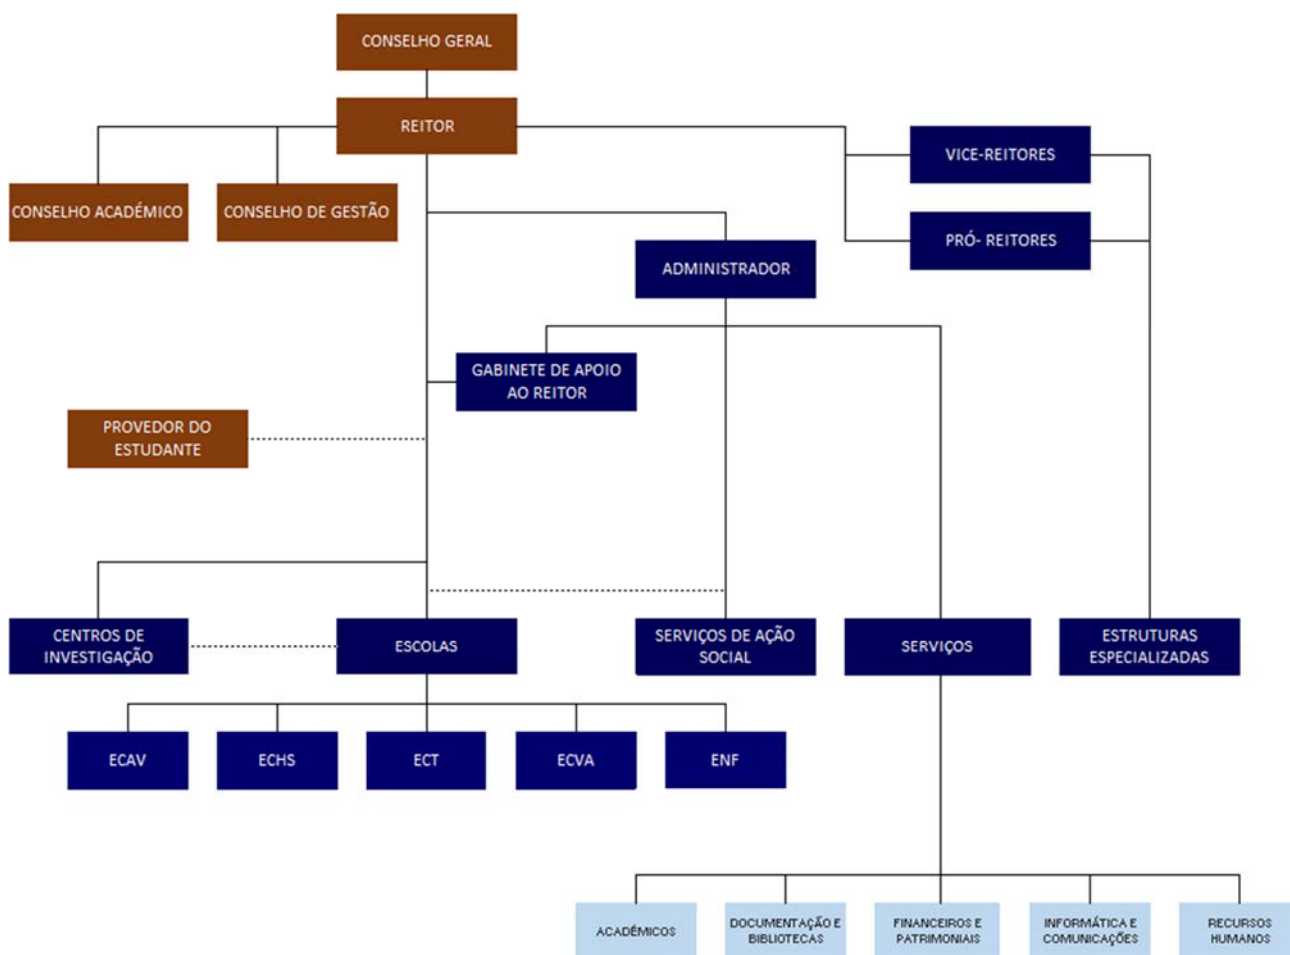 CONSELHO GERAL
REITOR
VICE-REITORES
CONSELHO ACADÉMICO
CONSELHO DE GESTÃO
PRÓ- REITORES
ADMINISTRADOR
GABINETE DE APOIO
AO REITOR
PROVEDOR DO
ESTUDANTE
CENTROS DE
INVESTIGAÇÃO
ESCOLAS
SERVIÇOS DE AÇÃO
SOCIAL
SERVIÇOS
ESTRUTURAS
ESPECIALIZADAS
ECAV
ECHS
ECT
ECVA
ENF
ACADÉMICOS
DOCUMENTAÇÃO E
BIBLIOTECAS
FINANCEIROS E
PATRIMONIAIS
INFORMÁTICA E
COMUNICAÇÕES
RECURSOS
HUMANOS